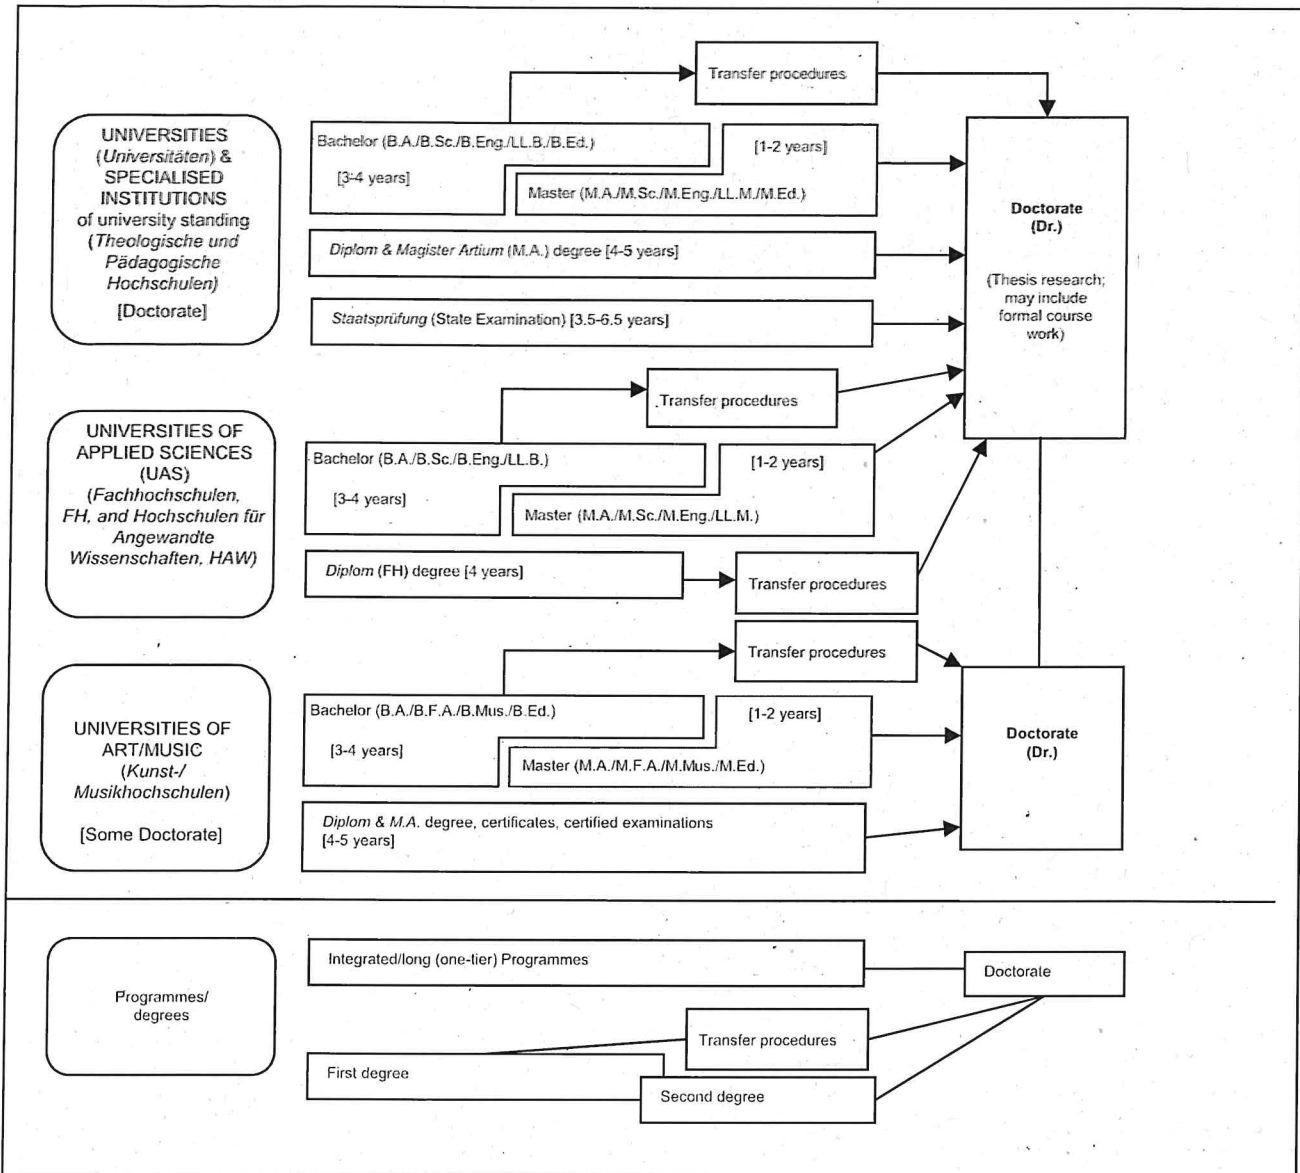 Transfer procedures
UNIVERSITIES
(Universitäten) &
SPECIALISED
INSTITUTIONS
of university standing
(Theologische und
Pädagogische
Hochschulen)
[Doctorate]
Bachelor (B.A./B.Sc./B.Eng./LL.B./B.Ed.)
[3-4 years]
[1-2 years]
Master (M.A./M.Sc./M.Eng./LL.M./M.Ed.)
Diplom & Magister Artium (M.A.) degree [4-5 years]
Staatsprüfung (State Examination) [3.5-6.5 years]
Doctorate
(Dr.)
(Thesis research;
may include
formal course
work)
Transfer procedures
UNIVERSITIES OF
APPLIED SCIENCES
(UAS)
(Fachhochschulen,
FH, and Hochschulen für
Angewandte
Wissenschaften, HAW)
Bachelor (B.A./B.Sc./B.Eng./LL.B.)
[3-4 years]
[1-2 years]
Master (M.A./M.Sc./M.Eng./LL.M.)
Diplom (FH) degree [4 years]
Transfer procedures
Transfer procedures
UNIVERSITIES OF
ART/MUSIC
(Kunst-/
Musikhochschulen)
[Some Doctorate]
Bachelor (B.A./B.F.A./B.Mus./B.Ed.)
[3-4 years]
[1-2 years]
Master (M.A./M.F.A./M.Mus./M.Ed.)
Diplom & M.A. degree, certificates, certified examinations
[4-5 years]
Doctorate
(Dr.)
Programmes/
degrees
Integrated/long (one-tier) Programmes
Doctorate
Transfer procedures
First degree
Second degree